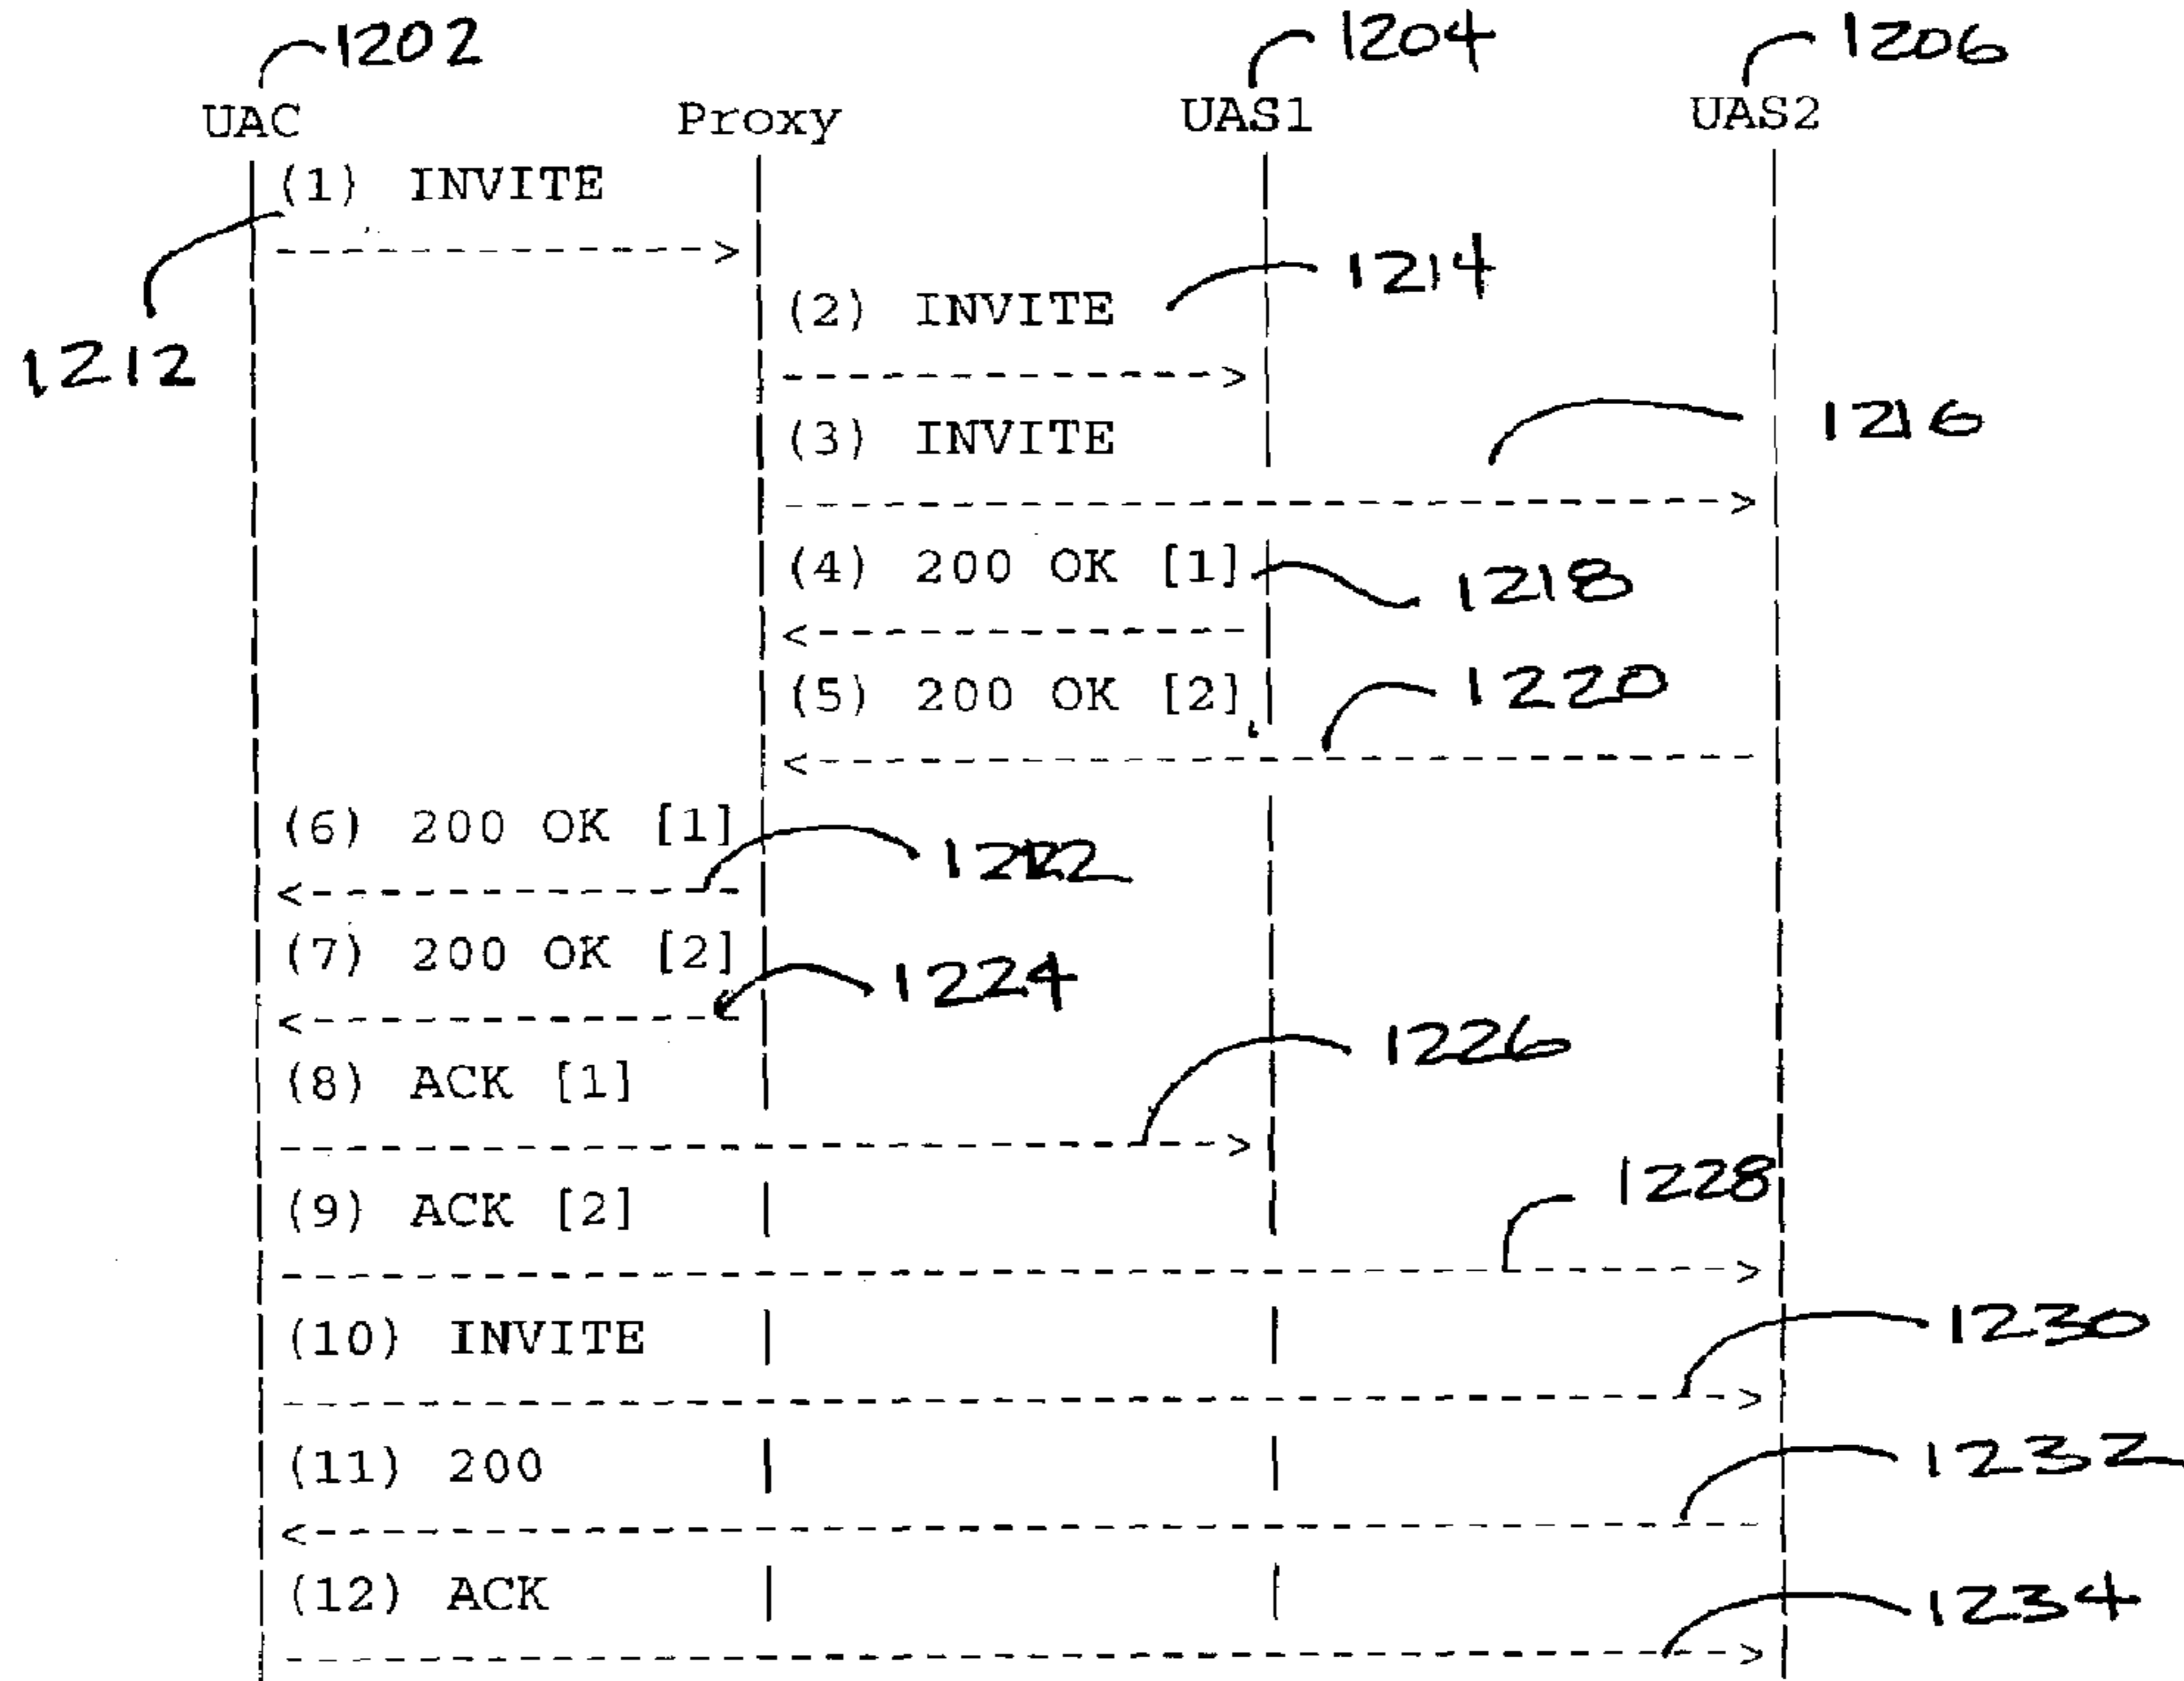 1202 1204 1206
UAC Proxy UAS1 UAS2
(1) INVITE
1214
(2) INVITE
1212
1216
(3) INVITE
(4) 200 OK [1] 1218
(5) 200 OK [2] 1220
(6) 200 OK [1] 1222
(7) 200 OK [2] 1224
1226
(8) ACK [1]
1228
(9) ACK [2]
(10) INVITE 1230
(11) 200 1232
(12) ACK 1234